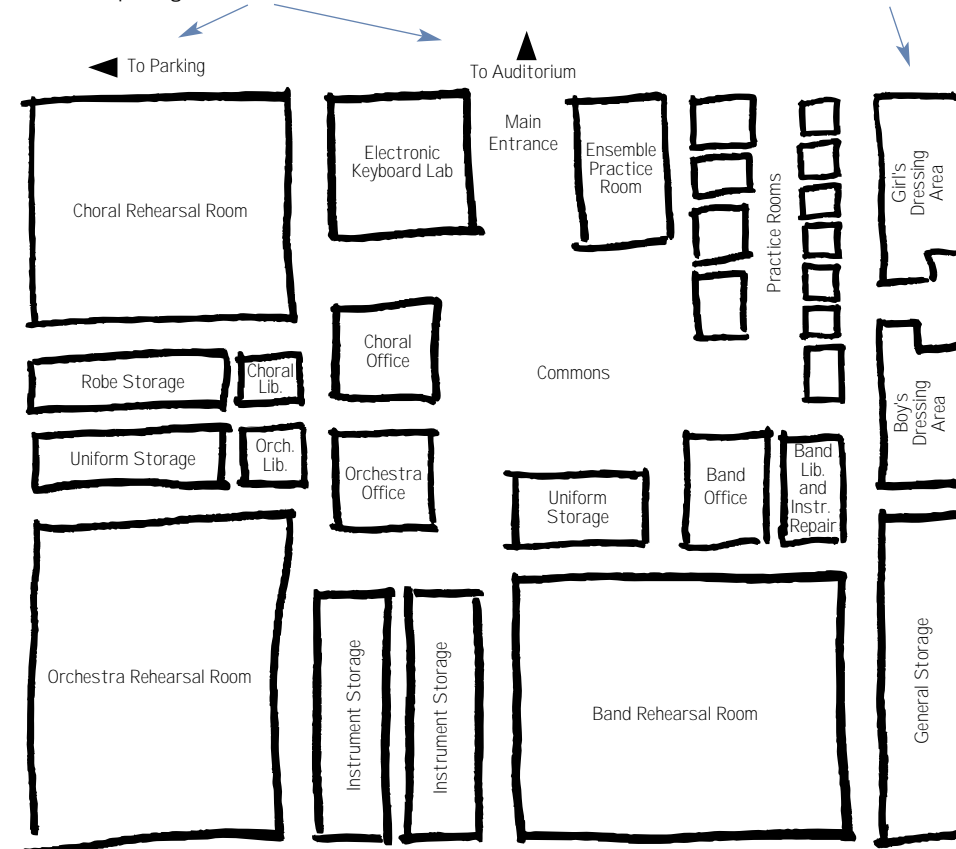 To Parking
To Auditorium
Main
Entrance
Electronic
Keyboard Lab
Ensemble
Practice
Room
Choral Rehearsal Room
Practice Rooms
Girl's
Dressing
Area
Choral
Office
Commons
Robe Storage
Choral
Lib.
Boy's
Dressing
Area
Uniform Storage
Orch.
Lib.
Orchestra
Office
Uniform
Storage
Band
Office
Band
Lib.
and
Instr.
Repair
Orchestra Rehearsal Room
Instrument Storage
Instrument Storage
Band Rehearsal Room
General Storage